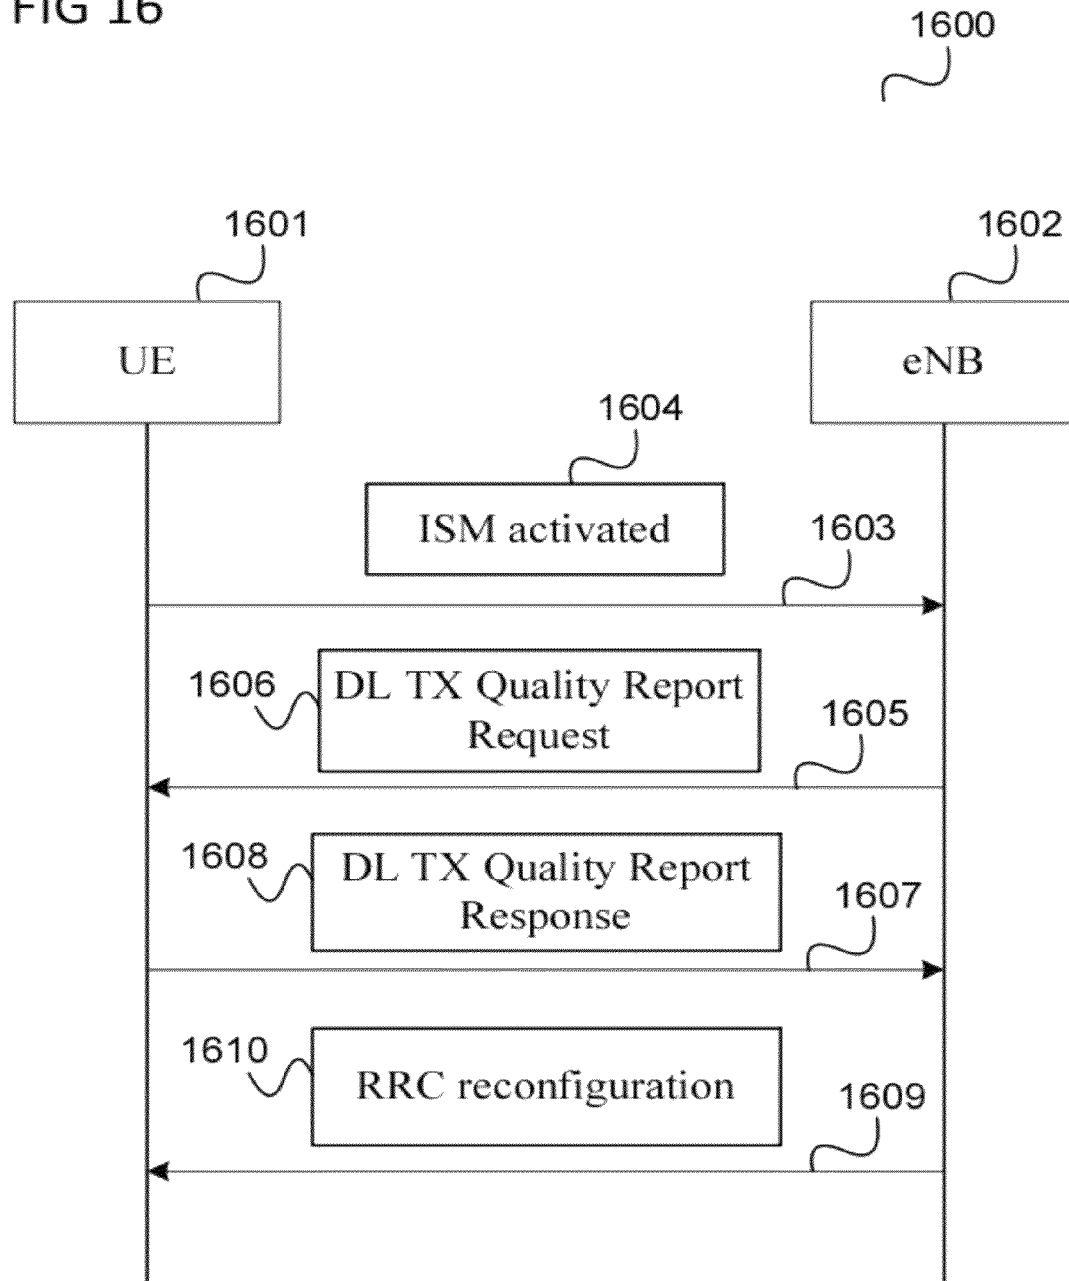 FIG 16
1600
1601
1602
UE
eNB
1604
ISM activated
1603
1606
DL TX Quality Report
Request
1605
1608
DL TX Quality Report
Response
1607
1610
RRC reconfiguration
1609